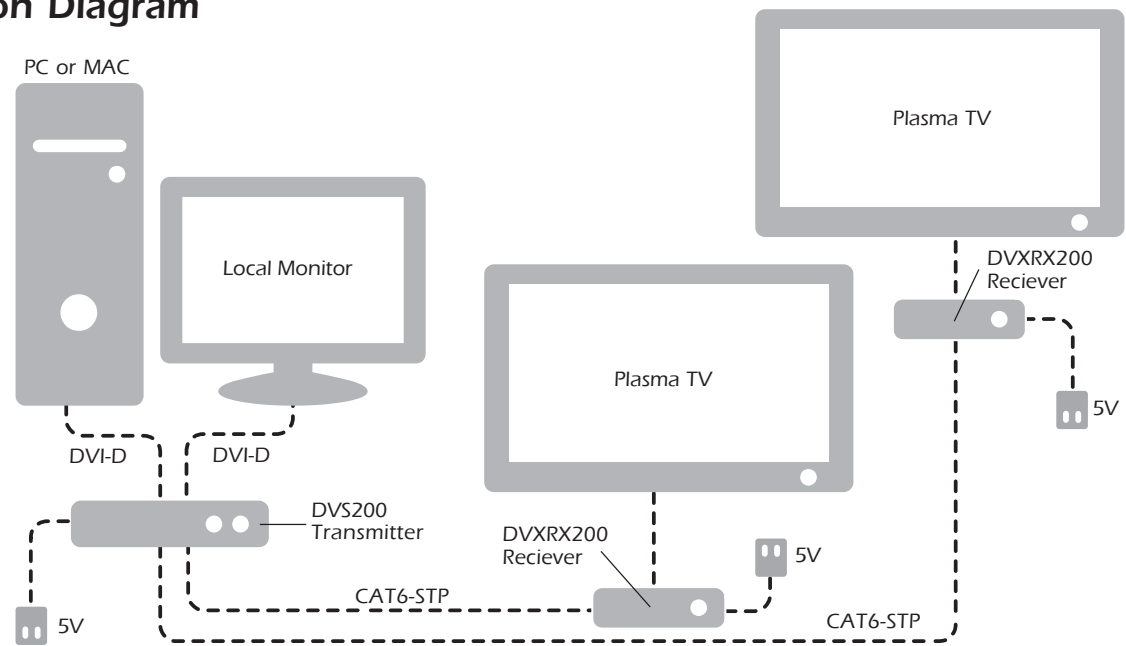 on Diagram
PC or MAC
Local Monitor
Plasma TV
Plasma TV
DVXRX200
Reciever
5V
DVI-D
DVI-D
DVS200
Transmitter
DVXRX200
Reciever
5V
5V
CAT6-STP
CAT6-STP